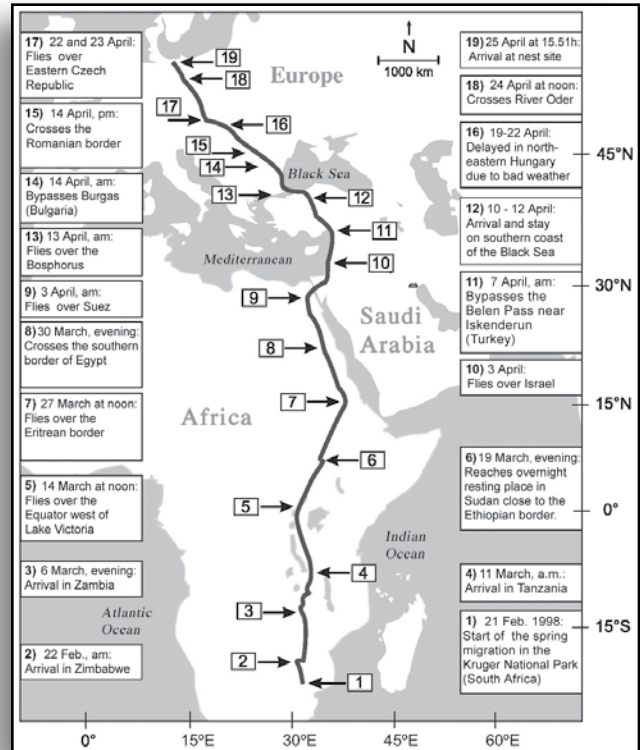 17) 22 and 23 April:
Flies over
Eastern Czech
Republic
15) 14 April, pm:
Crosses the
Romanian border
14) 14 April, am:
Bypasses Burgas
(Bulgaria)
13) 13 April, am:
Flies over the
Bosphorus
9) 3 April, am:
Flies over Suez
8) 30 March, evening:
Crosses the southern
border of Egypt
7) 27 March at noon:
Flies over the
Eritrean border
5) 14 March at noon:
Flies over the
Equator west of
Lake Victoria
3) 6 March, evening:
Arrival in Zambia
2) 22 Feb., am:
Arrival in Zimbabwe
N
1000 km
Europe
Black Sea
Mediterranean
Saudi
Arabia
Africa
Indian
Ocean
Atlantic
Ocean
19
18
17
16
15
14
13
12
11
10
9
8
7
6
5
4
3
2
1
19) 25 April at 15.51h:
Arrival at nest site
18) 24 April at noon:
Crosses River Oder
16) 19-22 April:
Delayed in north-
eastern Hungary
due to bad weather
12) 10 - 12 April:
Arrival and stay
on southern coast
of the Black Sea
11) 7 April, am:
Bypasses the
Belen Pass near
Iskenderun
(Turkey)
10) 3 April:
Flies over Israel
6) 19 March, evening:
Reaches overnight
resting place in
Sudan close to the
Ethiopian border.
4) 11 March, a.m.:
Arrival in Tanzania
1) 21 Feb. 1998:
Start of the spring
migration in the
Kruger National Park
(South Africa)
45°N
30°N
15°N
0°
15°S
0°
15°E
30°E
45°E
60°E